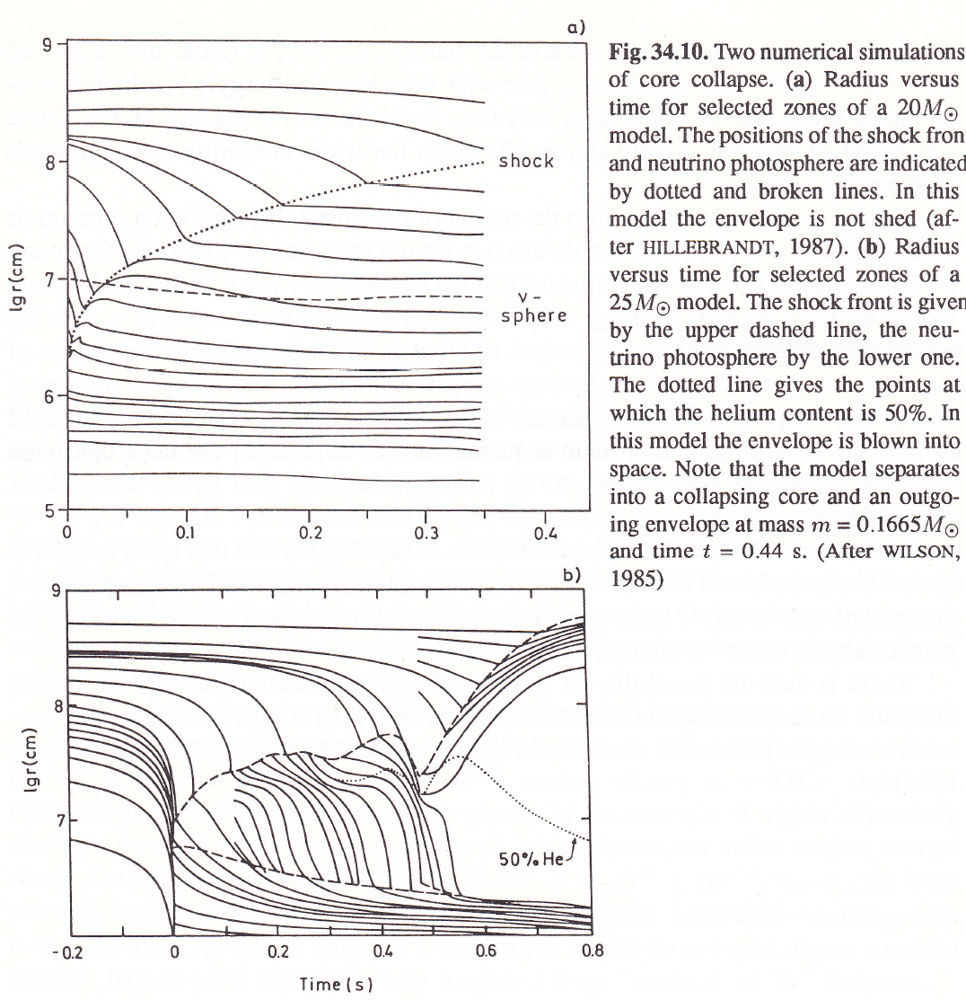 a)
9
8
7
6
5
lg r (cm)
shock
ν-
sphere
0
0.1
0.2
0.3
0.4
Fig. 34.10. Two numerical simulations
of core collapse. (a) Radius versus
time for selected zones of a 20M☉
model. The positions of the shock front
and neutrino photosphere are indicated
by dotted and broken lines. In this
model the envelope is not shed (af-
ter HILLEBRANDT, 1987). (b) Radius
versus time for selected zones of a
25M☉ model. The shock front is given
by the upper dashed line, the neu-
trino photosphere by the lower one.
The dotted line gives the points at
which the helium content is 50%. In
this model the envelope is blown into
space. Note that the model separates
into a collapsing core and an outgo-
ing envelope at mass m = 0.1665M☉
and time t = 0.44 s. (After WILSON,
1985)
b)
9
8
7
lg r (cm)
50% He
-0.2
0
0.2
0.4
0.6
0.8
Time (s)